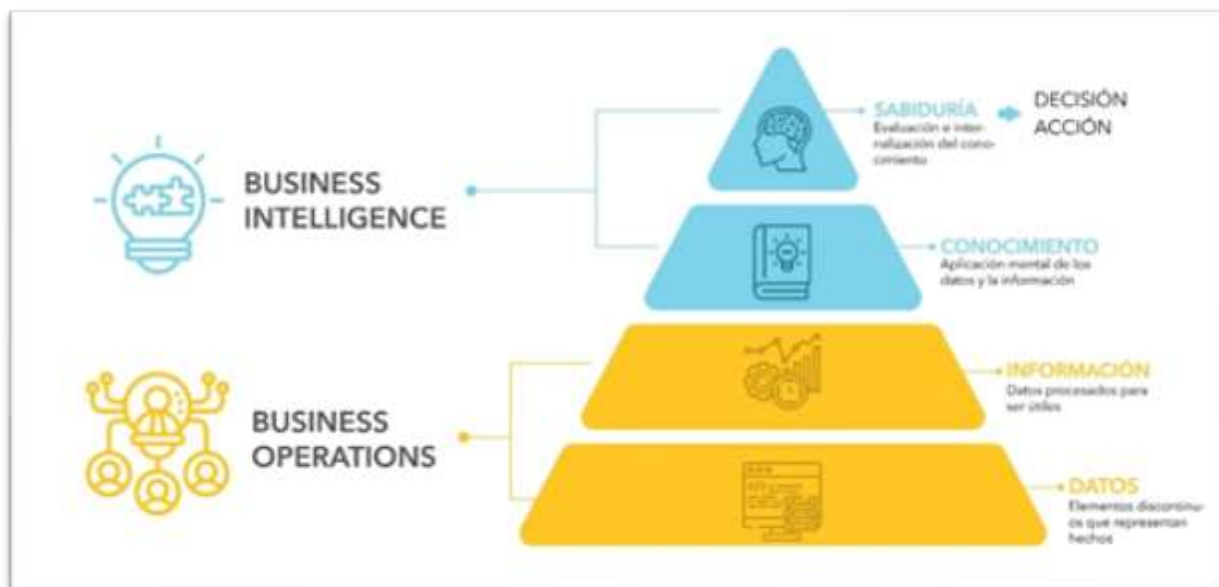 BUSINESS
INTELLIGENCE
SABIDURÍA
Evaluación e inter-
nalización del cono-
cimiento
DECISIÓN
ACCIÓN
CONOCIMIENTO
Aplicación mental de los
datos y la información
BUSINESS
OPERATIONS
INFORMACIÓN
Datos procesados para
ser útiles
DATOS
Elementos discontinu-
os que representan
hechos